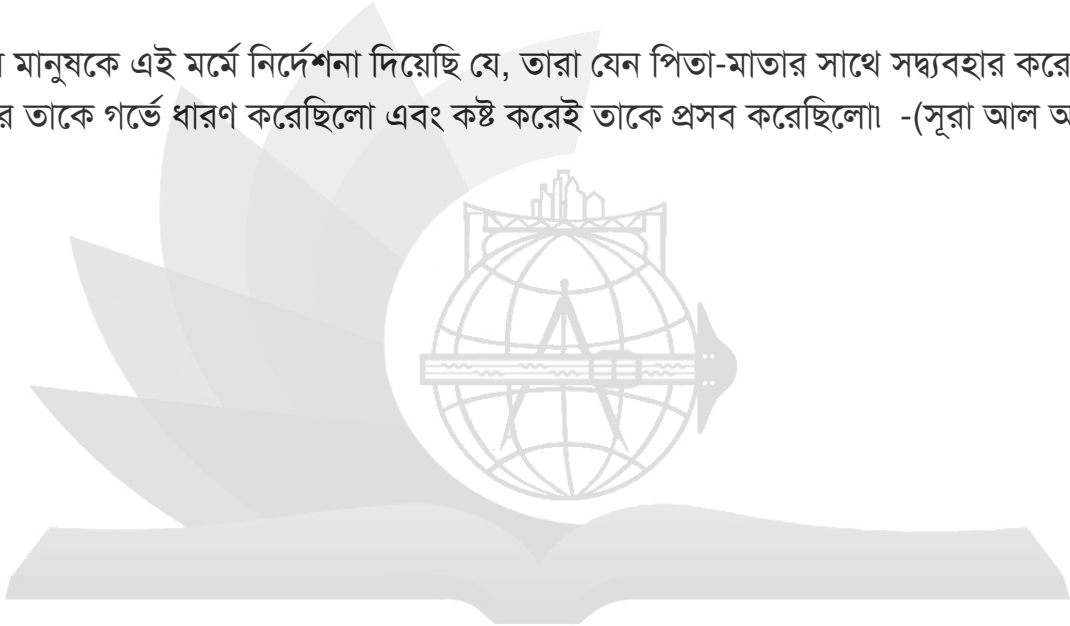 মানুষকে এই মর্মে নির্দেশনা দিয়েছি যে, তারা যেন পিতা-মাতার সাথে সদ্ব্যবহার করে
তাকে গর্ভে ধারণ করেছিলো এবং কষ্ট করেই তাকে প্রসব করেছিলো৷ -(সূরা আল